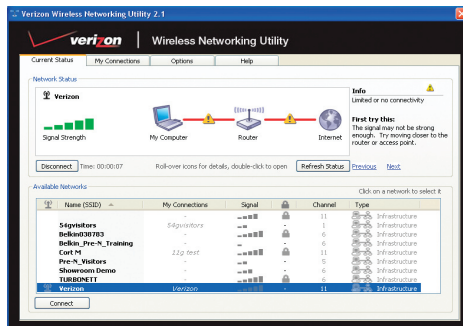 Verizon Wireless Networking Utility 2.1
verizon | Wireless Networking Utility
Current Status My Connections Options Help
Network Status
Verizon
Info
Limited or no connectivity
First try this:
The signal may not be strong
enough. Try moving closer to the
router or access point.
Signal Strength My Computer Router Internet
Disconnect Time: 00:00:07 Roll-over icons for details, double-click to open Refresh Status Previous Next
Available Networks
Click on a network to select it
Name (SSID) My Connections Signal Channel Type
- 11 Infrastructure
54gvisitors 54gvisitors - 1 Infrastructure
Belkin038783 - 6 Infrastructure
Belkin_Pre-N_Training - - 6 Infrastructure
Cort M 11g test 11 Infrastructure
Pre-N_Visitors - - 5 Infrastructure
Showroom Demo - - 6 Infrastructure
TURBONETT - 6 Infrastructure
Verizon Verizon - 11 Infrastructure
Connect